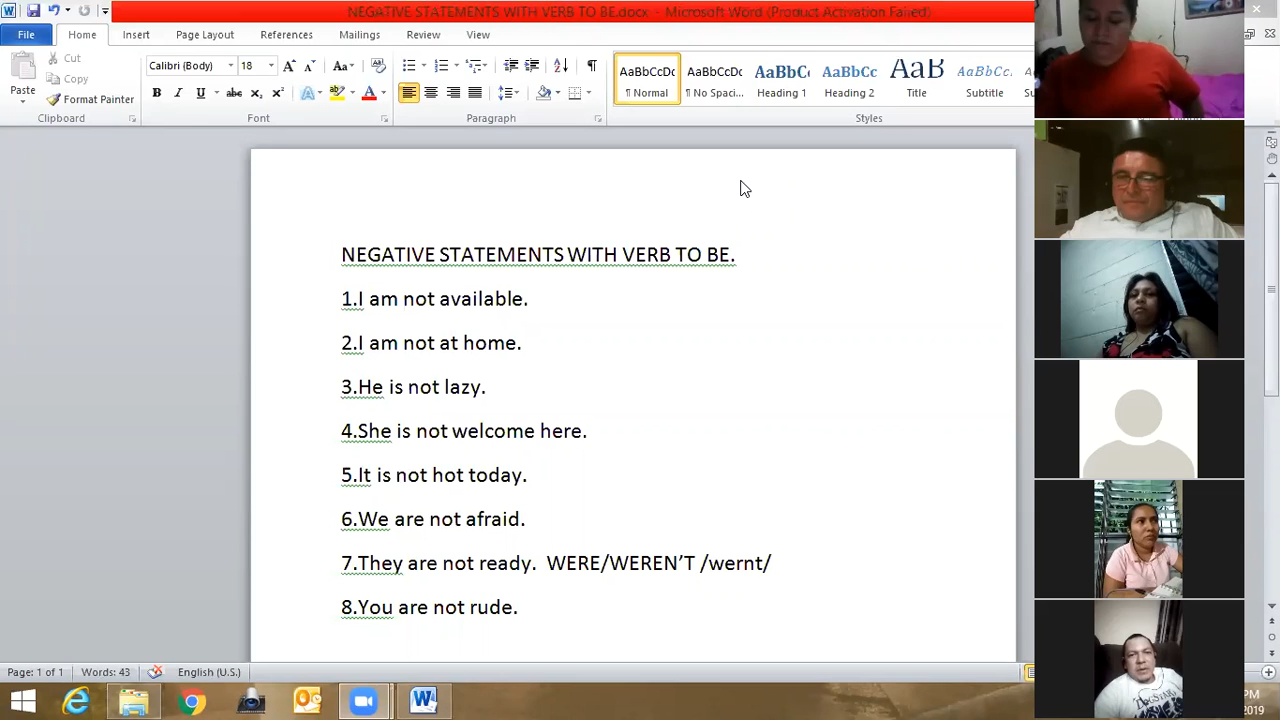 NEGATIVE STATEMENTS WITH VERB TO BE.docx - Microsoft Word (Product Activation Failed)
File Home Insert Page Layout References Mailings Review View
Cut
Copy
Format Painter
Paste
Calibri (Body) 18
AaBbCcDc AaBbCcDc AaBbCc AaBbCc AaB AaBbCcL
¶ Normal ¶ No Spaci... Heading 1 Heading 2 Title Subtitle
Clipboard Font Paragraph Styles
NEGATIVE STATEMENTS WITH VERB TO BE.
1.I am not available.
2.I am not at home.
3.He is not lazy.
4.She is not welcome here.
5.It is not hot today.
6.We are not afraid.
7.They are not ready. WERE/WEREN'T /wernt/
8.You are not rude.
Page: 1 of 1 Words: 43 English (U.S.)
PM
2019